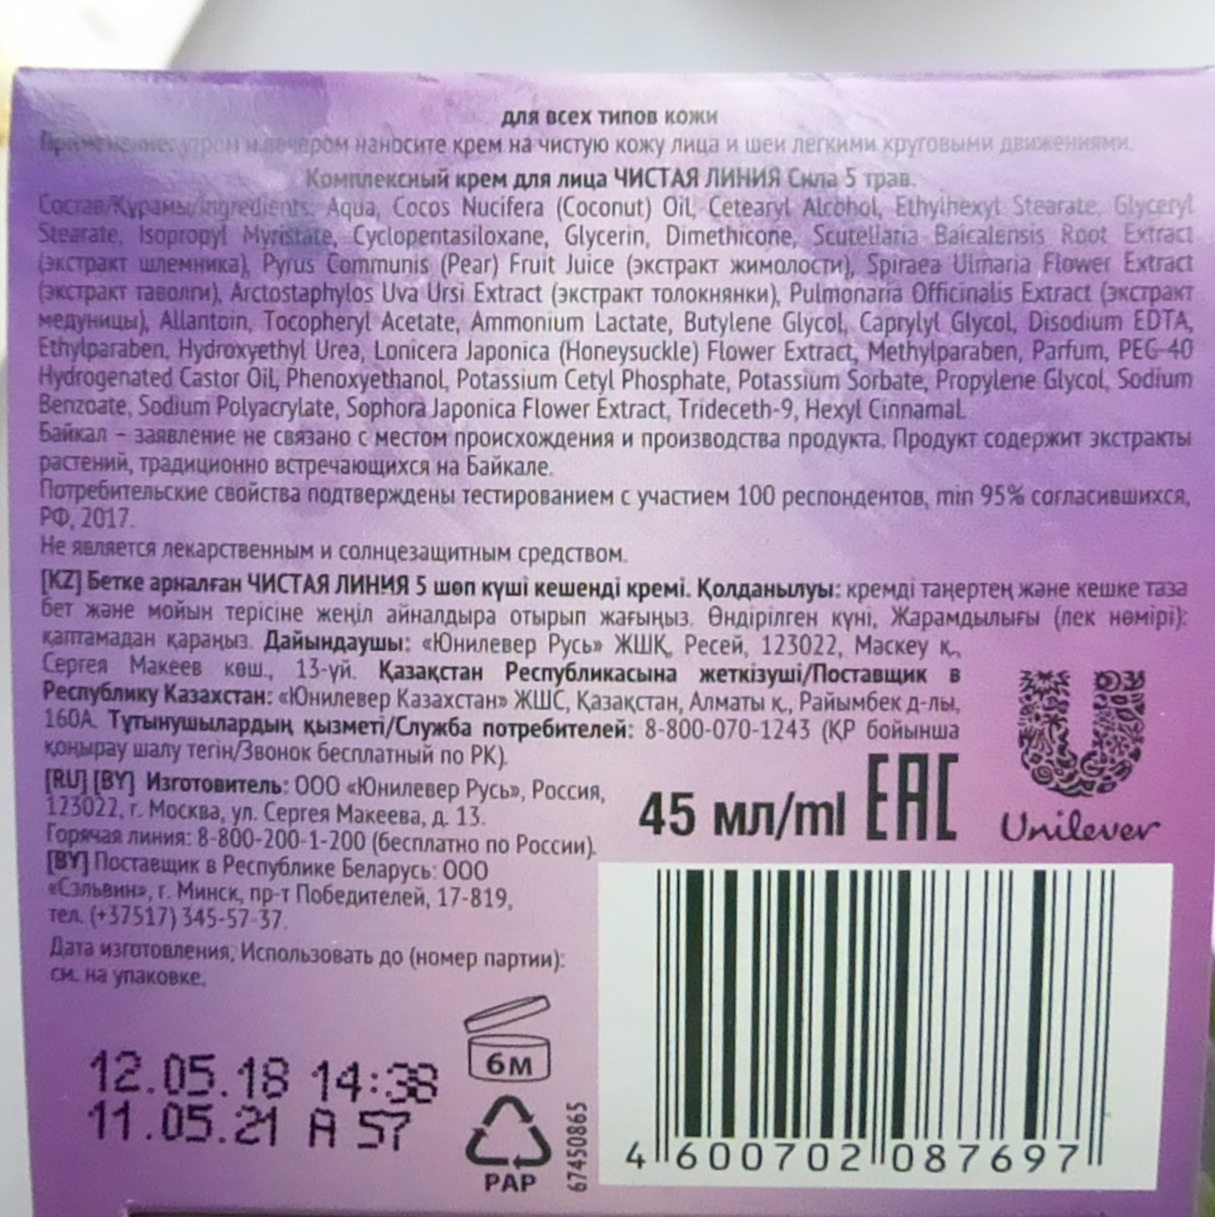 для всех типов кожи
Применение: утром и вечером наносите крем на чистую кожу лица и шеи легкими круговыми движениями.
Комплексный крем для лица ЧИСТАЯ ЛИНИЯ Сила 5 трав.
Состав/Құрамы/Ingredients: Aqua, Cocos Nucifera (Coconut) Oil, Cetearyl Alcohol, Ethylhexyl Stearate, Glyceryl
Stearate, Isopropyl Myristate, Cyclopentasiloxane, Glycerin, Dimethicone, Scutellaria Baicalensis Root Extract
(экстракт шлемника), Pyrus Communis (Pear) Fruit Juice (экстракт жимолости), Spiraea Ulmaria Flower Extract
(экстракт таволги), Arctostaphylos Uva Ursi Extract (экстракт толокнянки), Pulmonaria Officinalis Extract (экстракт
медуницы), Allantoin, Tocopheryl Acetate, Ammonium Lactate, Butylene Glycol, Caprylyl Glycol, Disodium EDTA,
Ethylparaben, Hydroxyethyl Urea, Lonicera Japonica (Honeysuckle) Flower Extract, Methylparaben, Parfum, PEG-40
Hydrogenated Castor Oil, Phenoxyethanol, Potassium Cetyl Phosphate, Potassium Sorbate, Propylene Glycol, Sodium
Benzoate, Sodium Polyacrylate, Sophora Japonica Flower Extract, Trideceth-9, Hexyl Cinnamal.
Байкал – заявление не связано с местом происхождения и производства продукта. Продукт содержит экстракты
растений, традиционно встречающихся на Байкале.
Потребительские свойства подтверждены тестированием с участием 100 респондентов, min 95% согласившихся,
РФ, 2017.
Не является лекарственным и солнцезащитным средством.
[KZ] Бетке арналған ЧИСТАЯ ЛИНИЯ 5 шөп күші кешенді кремі. Қолданылуы: кремді таңертең және кешке таза
бет және мойын терісіне жеңіл айналдыра отырып жағыңыз. Өндірілген күні, Жарамдылығы (лек нөмірі):
қаптамадан қараңыз. Дайындаушы: «Юнилевер Русь» ЖШҚ, Ресей, 123022, Мәскеу қ.,
Сергея Макеев көш., 13-үй. Қазақстан Республикасына жеткізуші/Поставщик в
Республику Казахстан: «Юнилевер Казахстан» ЖШС, Қазақстан, Алматы қ., Райымбек д-лы,
160А. Тұтынушылардың қызметі/Служба потребителей: 8-800-070-1243 (ҚР бойынша
қоңырау шалу тегін/Звонок бесплатный по РК).
[RU] [BY] Изготовитель: ООО «Юнилевер Русь», Россия,
123022, г. Москва, ул. Сергея Макеева, д. 13.
Горячая линия: 8-800-200-1-200 (бесплатно по России).
[BY] Поставщик в Республике Беларусь: ООО
«Сэльвин», г. Минск, пр-т Победителей, 17-819,
тел. (+37517) 345-57-37.
Дата изготовления, Использовать до (номер партии):
см. на упаковке.
45 мл/ml EAC
Unilever
12.05.18 14:38
11.05.21 A 57
6M
PAP
67450865
4 600702 087697